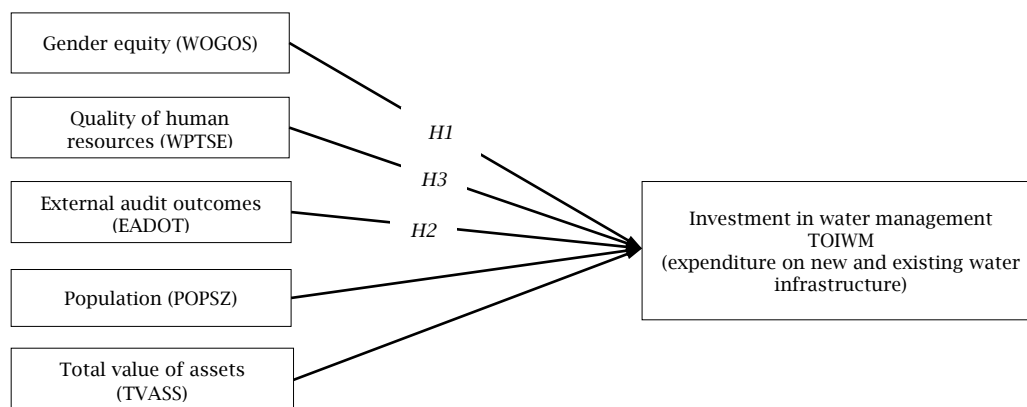 Gender equity (WOGOS)
Quality of human
resources (WPTSE)
External audit outcomes
(EADOT)
Population (POPSZ)
Total value of assets
(TVASS)
H1
H3
H2
Investment in water management
TOIWM
(expenditure on new and existing water
infrastructure)